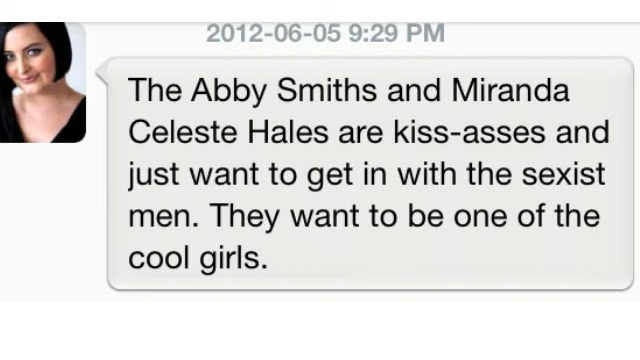 2012-06-05 9:29 PM
The Abby Smiths and Miranda
Celeste Hales are kiss-asses and
just want to get in with the sexist
men. They want to be one of the
cool girls.